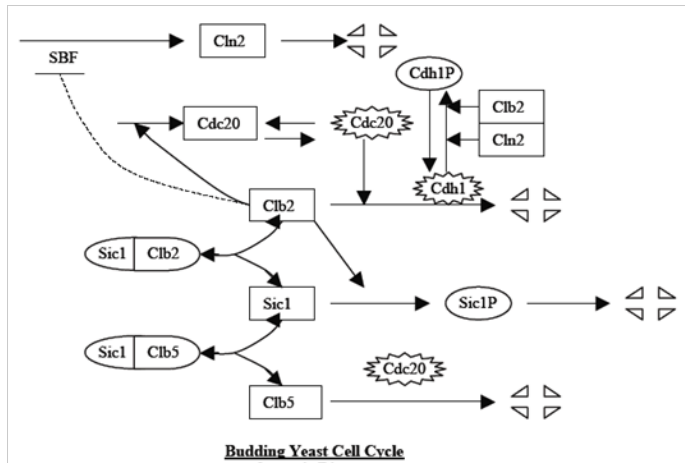 Cln2
SBF
Cdh1P
Clb2
Cdc20
Cdc20
Cln2
Cdh1
Clb2
Sic1 Clb2
Sic1
Sic1P
Sic1 Clb5
Cdc20
Clb5
Budding Yeast Cell Cycle